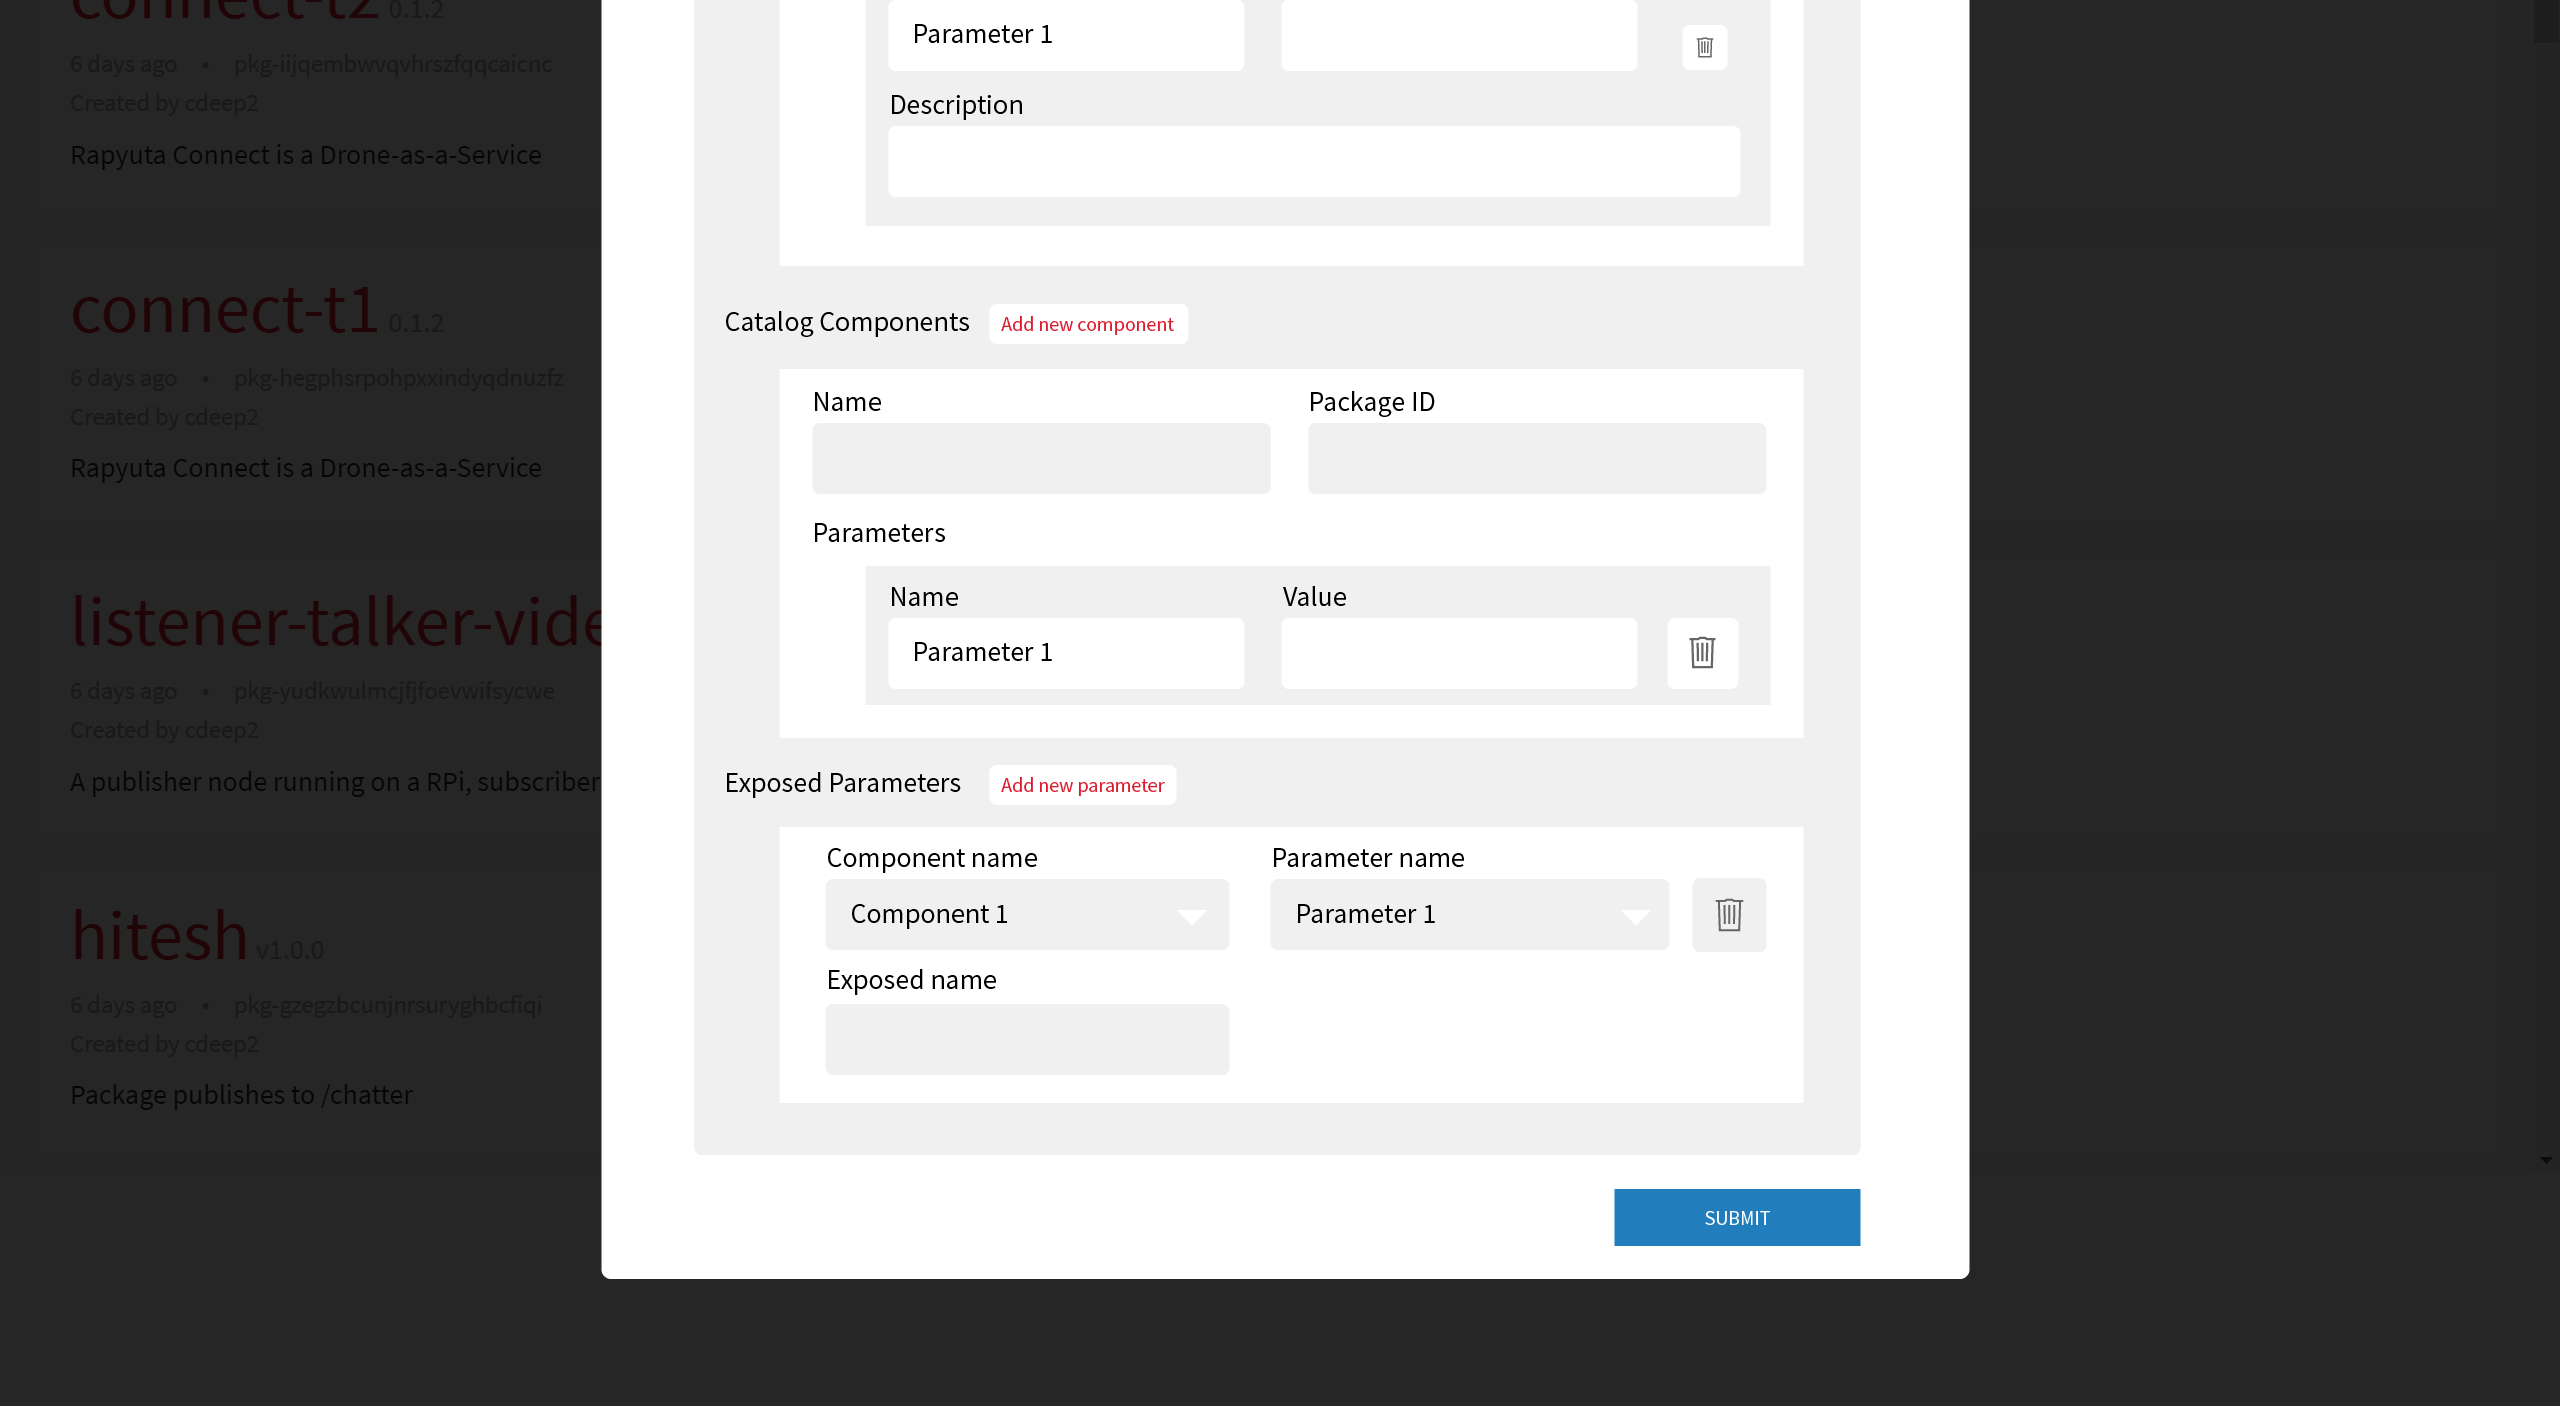 connect-t2 0.1.2
6 days ago • pkg-iijqembwvqvhrszfqqcaicnc
Created by cdeep2
Rapyuta Connect is a Drone-as-a-Service
connect-t1 0.1.2
6 days ago • pkg-hegphsrpohpxxindyqdnuzfz
Created by cdeep2
Rapyuta Connect is a Drone-as-a-Service
listener-talker-vide
6 days ago • pkg-yudkwulmcjfjfoevwifsycwe
Created by cdeep2
A publisher node running on a RPi, subscriber
hitesh v1.0.0
6 days ago • pkg-gzegzbcunjnrsuryghbcfiqi
Created by cdeep2
Package publishes to /chatter
Parameter 1
Description
Catalog Components Add new component
Name Package ID
Parameters
Name Value
Parameter 1
Exposed Parameters Add new parameter
Component name Parameter name
Component 1 Parameter 1
Exposed name
SUBMIT